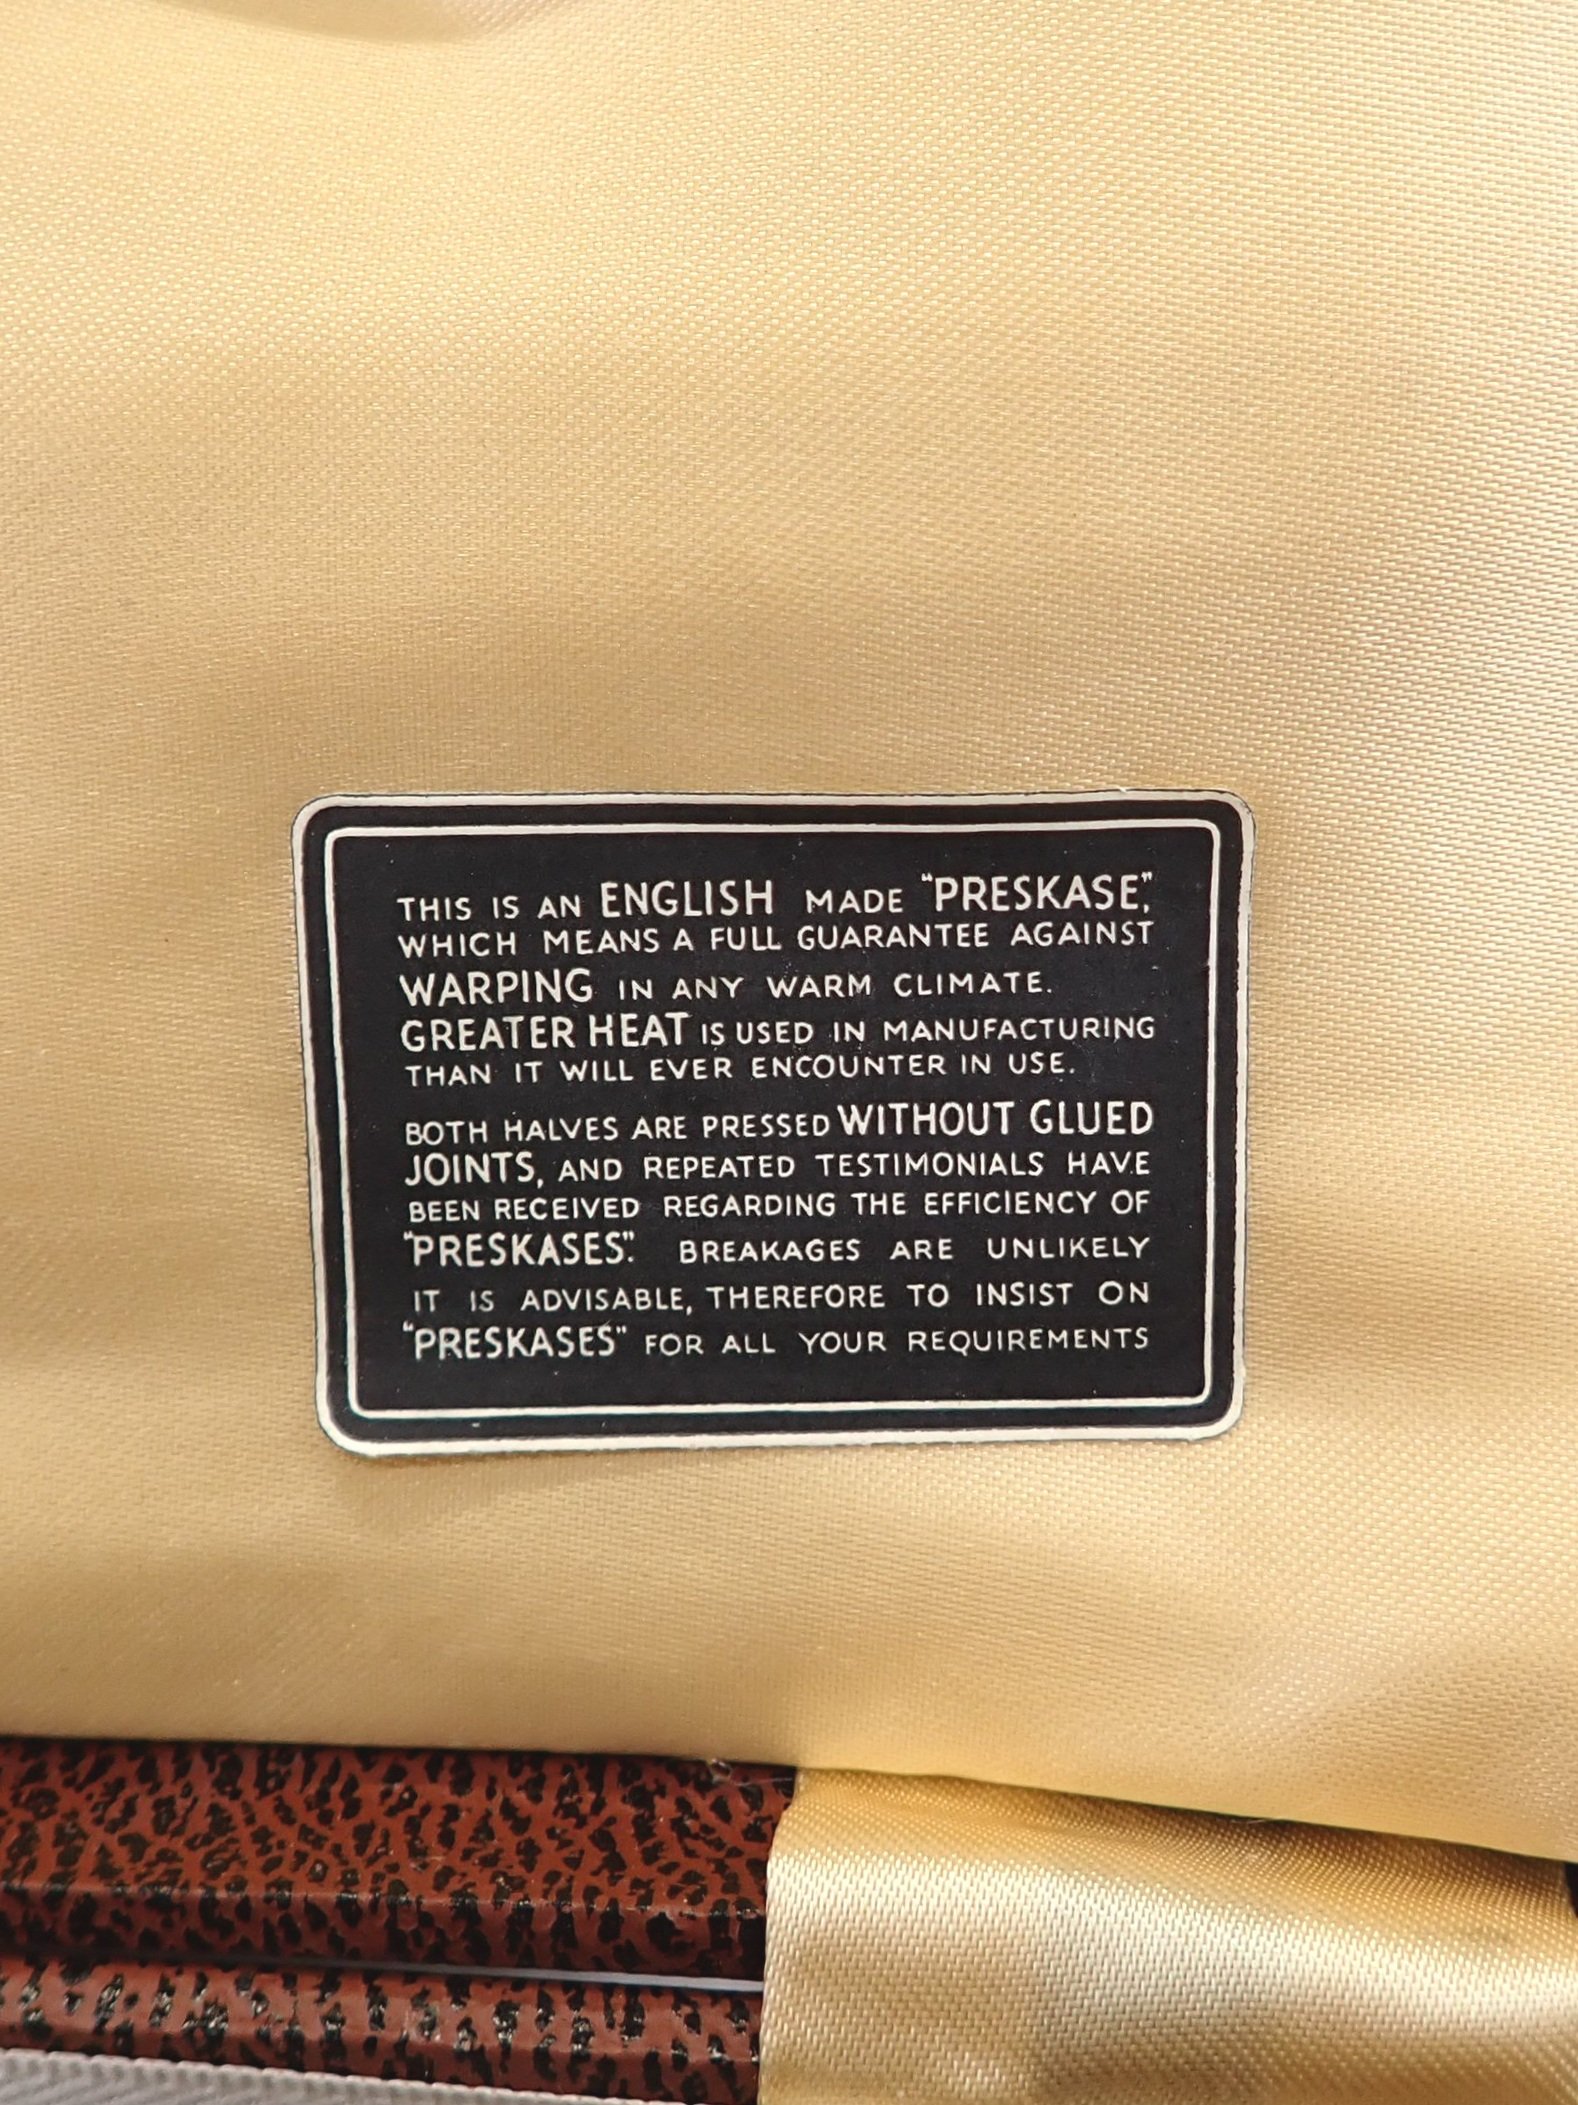 THIS IS AN ENGLISH MADE "PRESKASE",
WHICH MEANS A FULL GUARANTEE AGAINST
WARPING IN ANY WARM CLIMATE.
GREATER HEAT IS USED IN MANUFACTURING
THAN IT WILL EVER ENCOUNTER IN USE.
BOTH HALVES ARE PRESSED WITHOUT GLUED
JOINTS, AND REPEATED TESTIMONIALS HAVE
BEEN RECEIVED REGARDING THE EFFICIENCY OF
"PRESKASES". BREAKAGES ARE UNLIKELY
IT IS ADVISABLE, THEREFORE TO INSIST ON
"PRESKASES" FOR ALL YOUR REQUIREMENTS